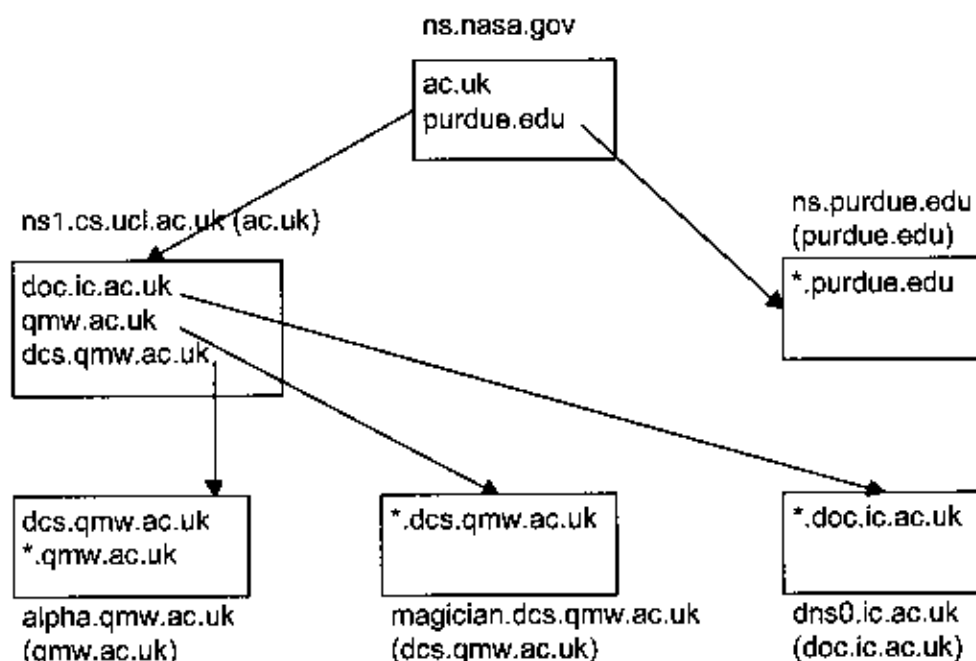 ns.nasa.gov
ac.uk
purdue.edu
ns1.cs.ucl.ac.uk (ac.uk)
ns.purdue.edu
(purdue.edu)
doc.ic.ac.uk
qmw.ac.uk
dcs.qmw.ac.uk
*.purdue.edu
dcs.qmw.ac.uk
*.qmw.ac.uk
*.dcs.qmw.ac.uk
*.doc.ic.ac.uk
alpha.qmw.ac.uk
(qmw.ac.uk)
magician.dcs.qmw.ac.uk
(dcs.qmw.ac.uk)
dns0.ic.ac.uk
(doc.ic.ac.uk)